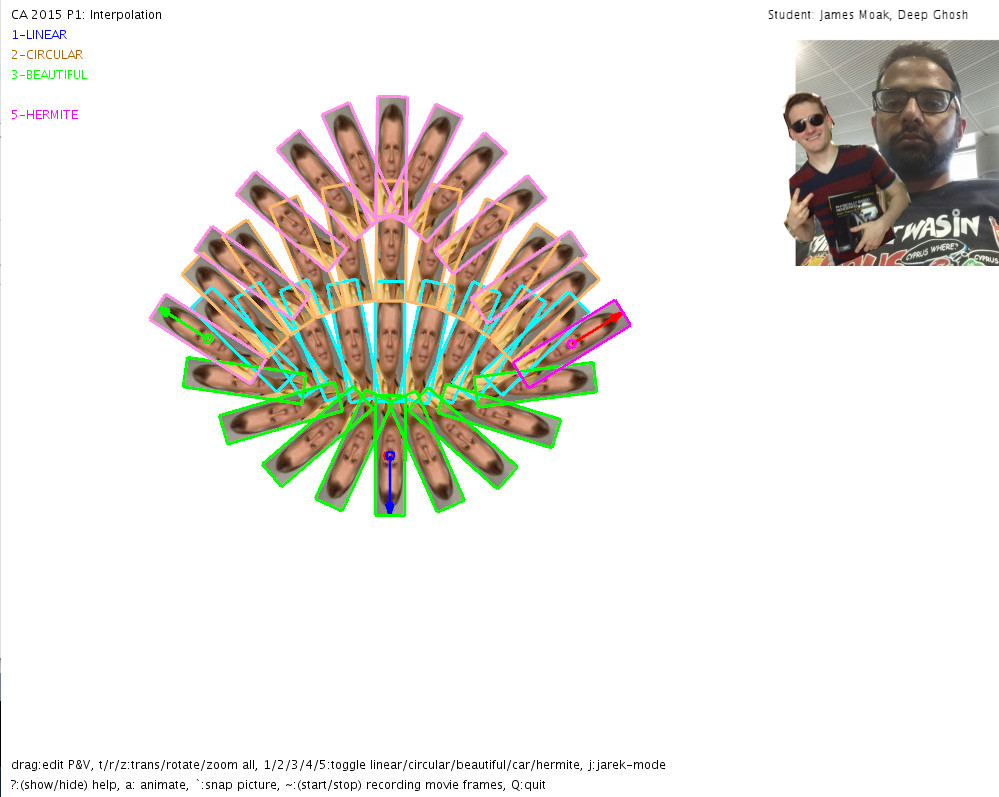 CA 2015 P1: Interpolation
Student: James Moak, Deep Ghosh
1-LINEAR
2-CIRCULAR
3-BEAUTIFUL
5-HERMITE
TWASIN
CYPRUS WHERE?
CYPRUS
drag:edit P&V, t/r/z:trans/rotate/zoom all, 1/2/3/4/5:toggle linear/circular/beautiful/car/hermite, j:jarek-mode
?:(show/hide) help, a: animate, `:snap picture, ~:(start/stop) recording movie frames, Q:quit